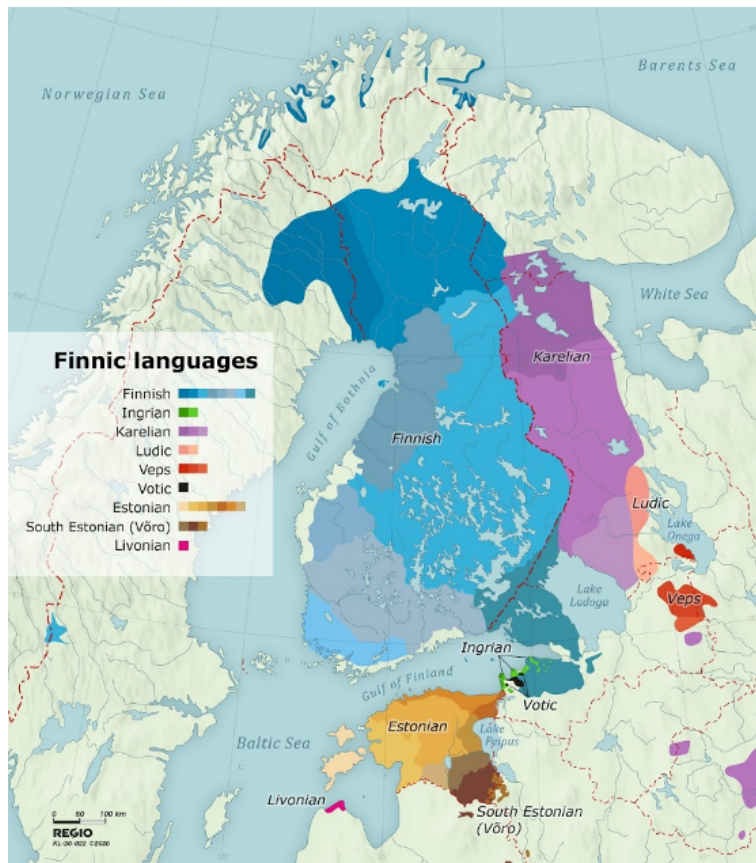 Norwegian Sea
Barents Sea
White Sea
Finnic languages
Finnish
Ingrian
Karelian
Ludic
Veps
Votic
Estonian
South Estonian (Võro)
Livonian
Karelian
Gulf of Bothnia
Finnish
Ludic
Lake
Onega
Lake
Ladoga
Veps
Ingrian
Gulf of Finland
Votic
Estonian
Lake
Peipus
Baltic Sea
Livonian
South Estonian
(Võro)
0 50 100 km
REGIO